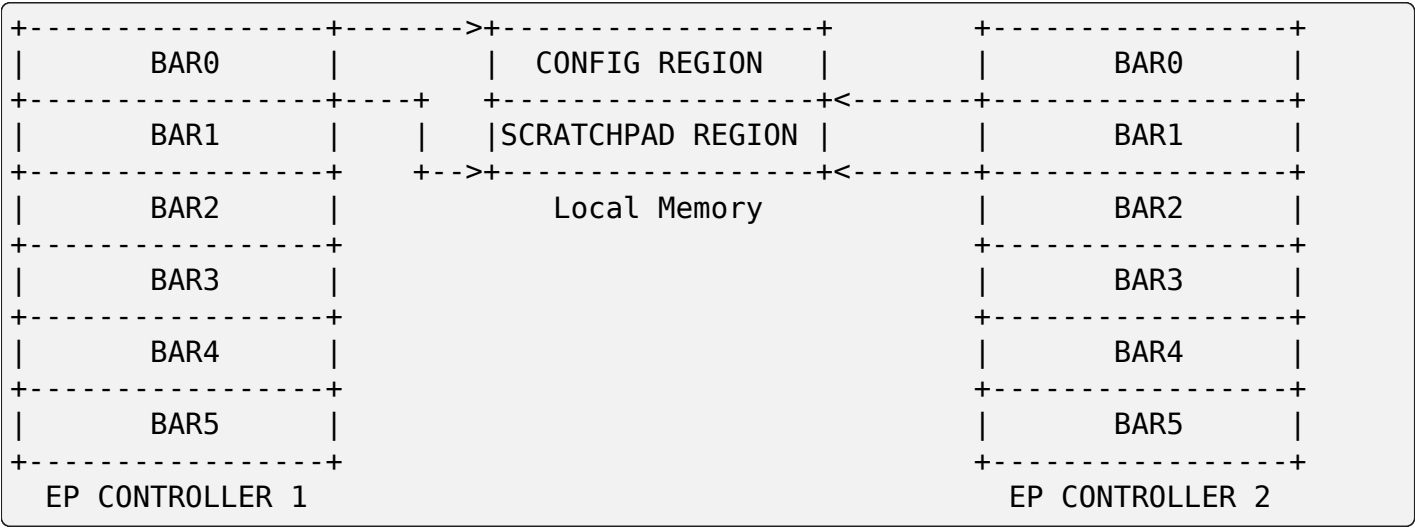 +-----------------+------->+------------------+        +-----------------+
|       BAR0      |        |  CONFIG REGION   |        |       BAR0      |
+-----------------+----+   +------------------+<-------+-----------------+
|       BAR1      |    |   |SCRATCHPAD REGION |        |       BAR1      |
+-----------------+    +-->+------------------+<-------+-----------------+
|       BAR2      |            Local Memory            |       BAR2      |
+-----------------+                                    +-----------------+
|       BAR3      |                                    |       BAR3      |
+-----------------+                                    +-----------------+
|       BAR4      |                                    |       BAR4      |
+-----------------+                                    +-----------------+
|       BAR5      |                                    |       BAR5      |
+-----------------+                                    +-----------------+
  EP CONTROLLER 1                                        EP CONTROLLER 2